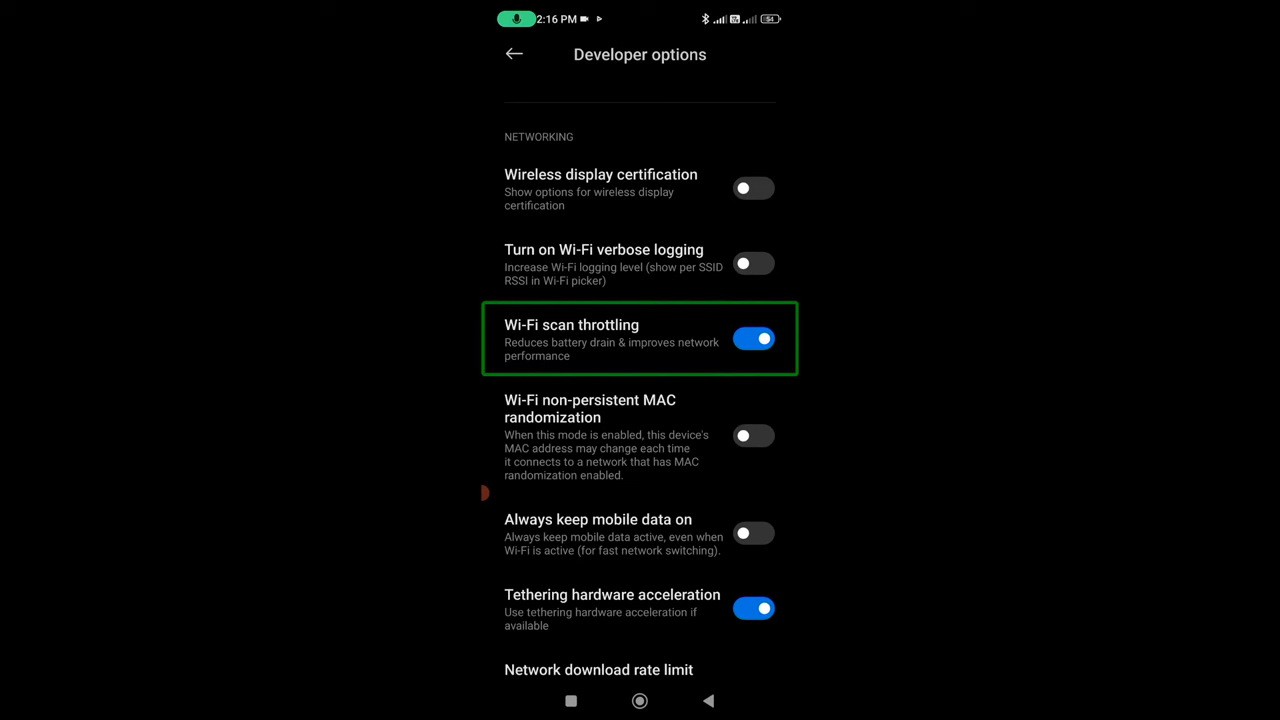 2:16 PM
54
Developer options
NETWORKING
Wireless display certification
Show options for wireless display
certification
Turn on Wi-Fi verbose logging
Increase Wi-Fi logging level (show per SSID
RSSI in Wi-Fi picker)
Wi-Fi scan throttling
Reduces battery drain & improves network
performance
Wi-Fi non-persistent MAC
randomization
When this mode is enabled, this device's
MAC address may change each time
it connects to a network that has MAC
randomization enabled.
Always keep mobile data on
Always keep mobile data active, even when
Wi-Fi is active (for fast network switching).
Tethering hardware acceleration
Use tethering hardware acceleration if
available
Network download rate limit